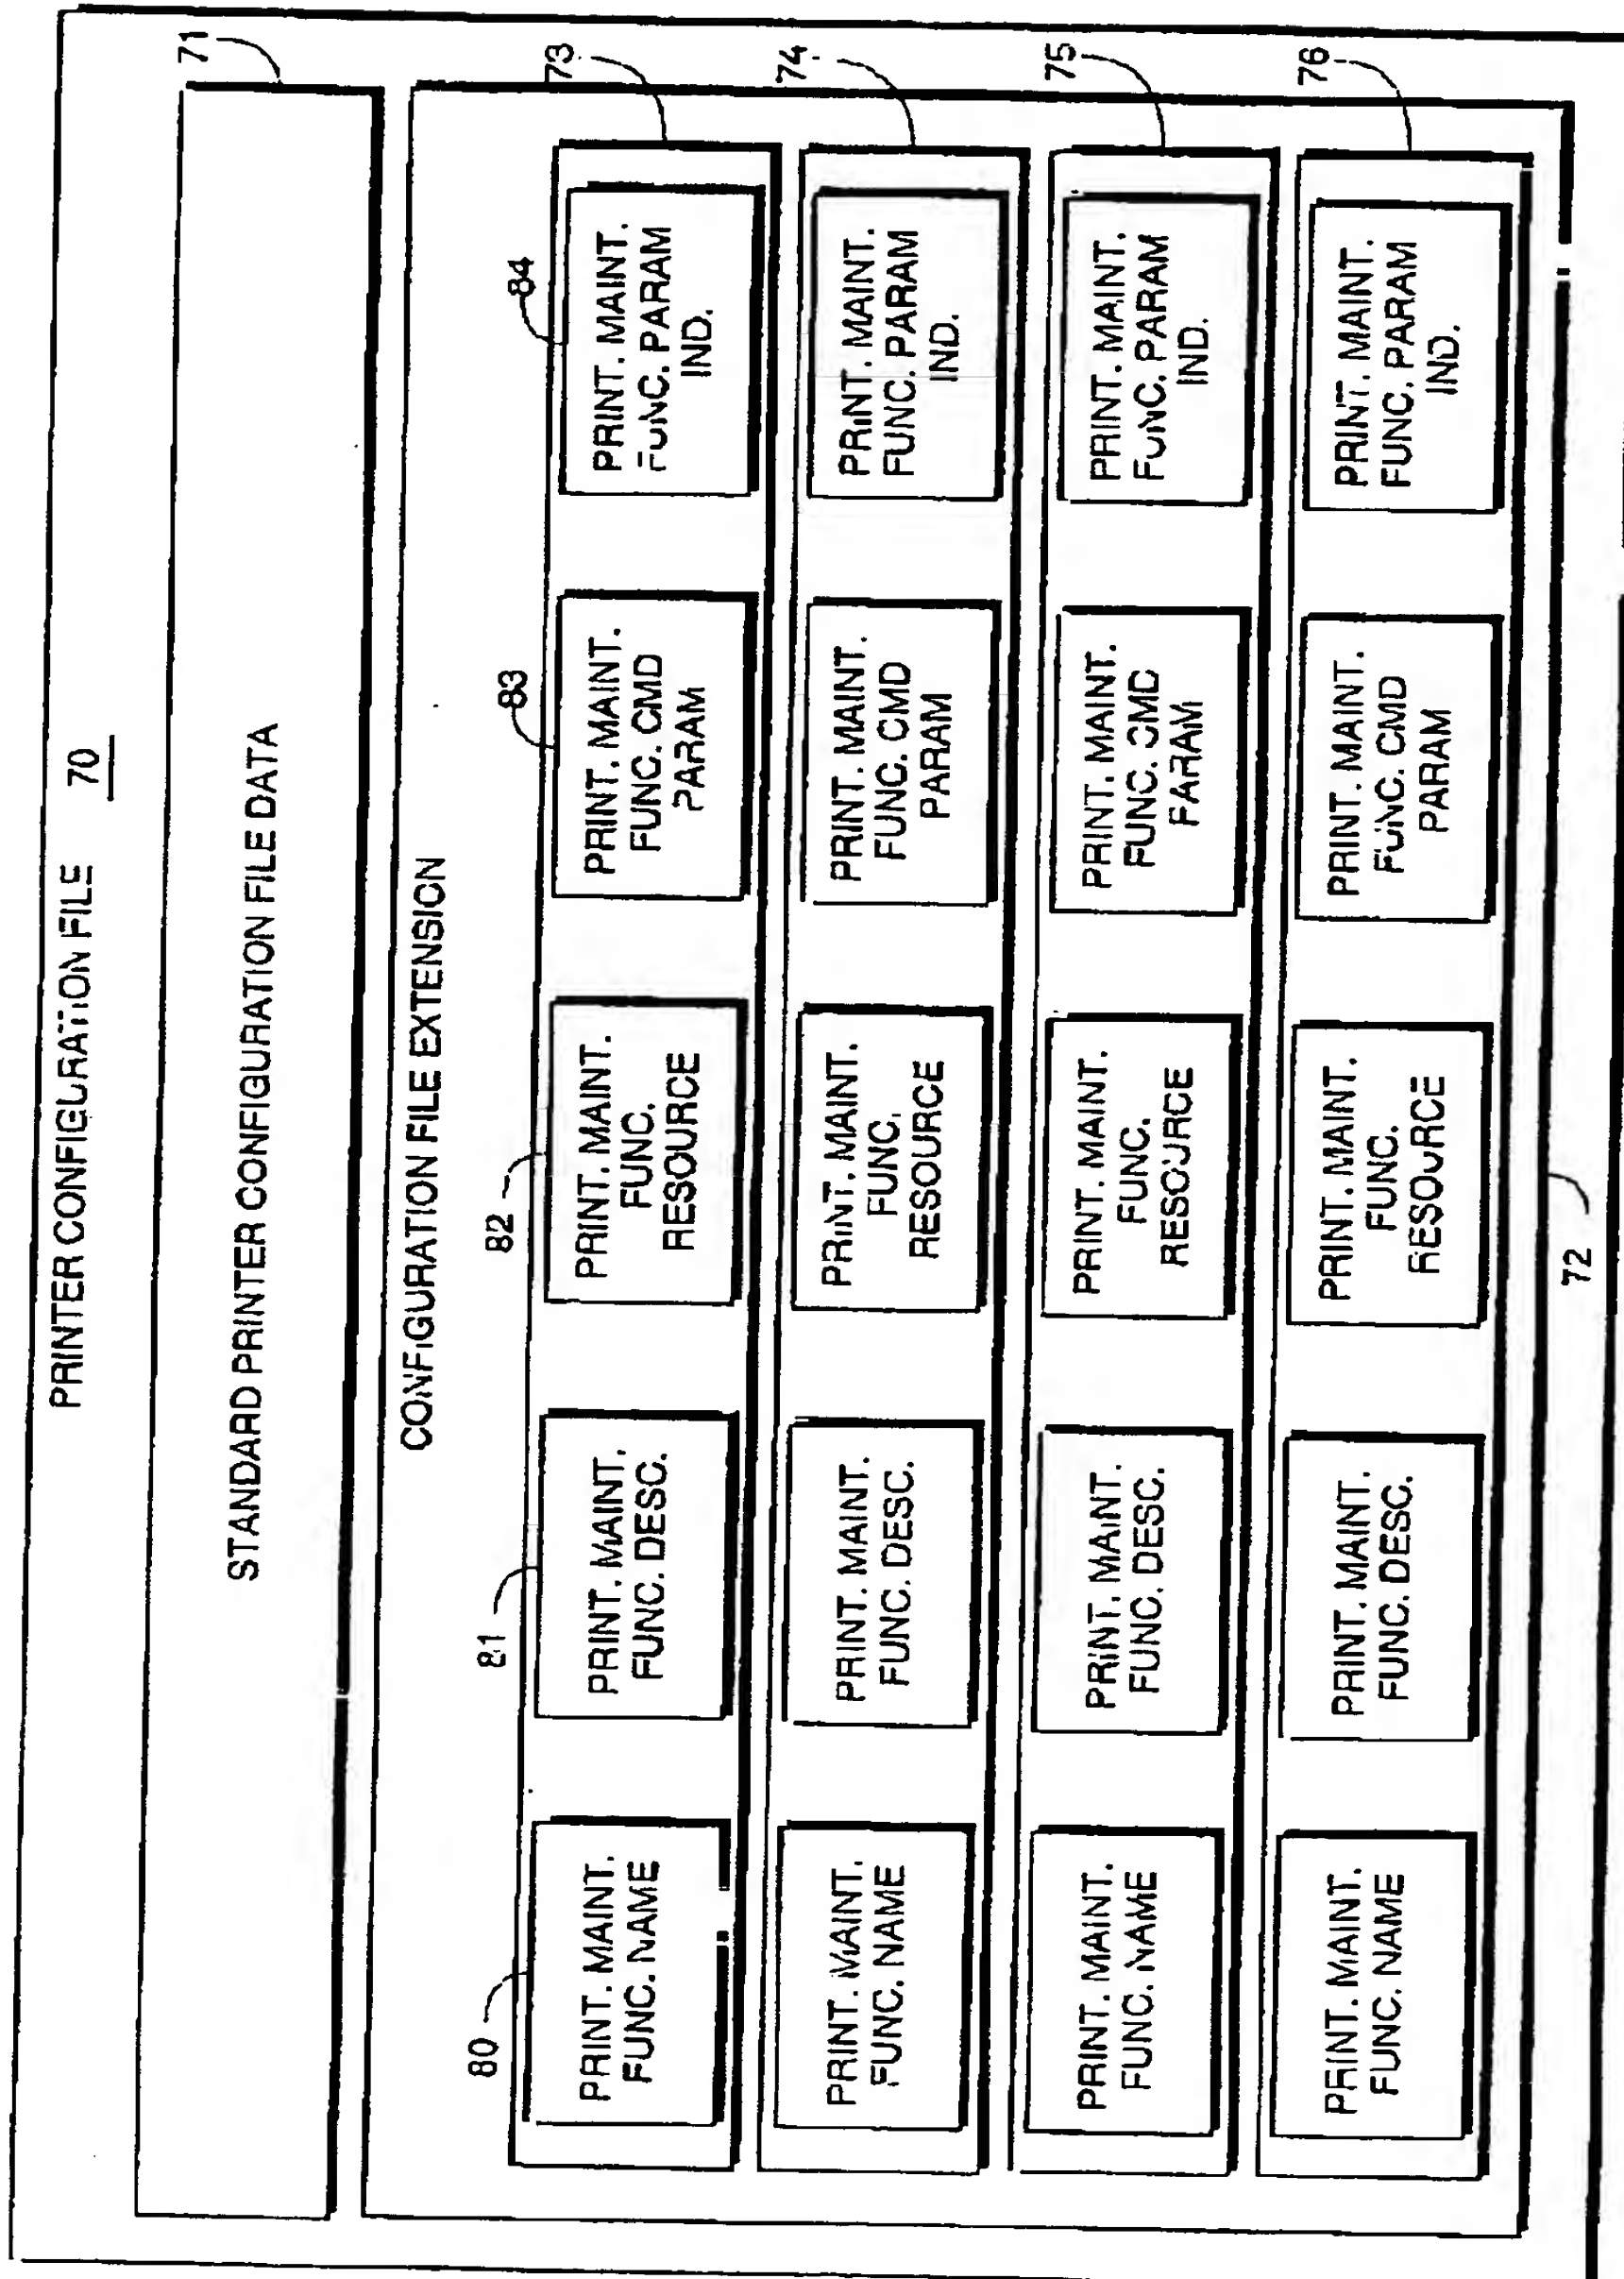 PRINTER CONFIGURATION FILE 70
71
STANDARD PRINTER CONFIGURATION FILE DATA
CONFIGURATION FILE EXTENSION
73
80
PRINT. MAINT.
FUNC. NAME
81
PRINT. MAINT.
FUNC. DESC.
82
PRINT. MAINT.
FUNC.
RESOURCE
83
PRINT. MAINT.
FUNC. CMD
PARAM
84
PRINT. MAINT.
FUNC. PARAM
IND.
74
PRINT. MAINT.
FUNC. NAME
PRINT. MAINT.
FUNC. DESC.
PRINT. MAINT.
FUNC.
RESOURCE
PRINT. MAINT.
FUNC. CMD
PARAM
PRINT. MAINT.
FUNC. PARAM
IND.
75
PRINT. MAINT.
FUNC. NAME
PRINT. MAINT.
FUNC. DESC.
PRINT. MAINT.
FUNC.
RESOURCE
PRINT. MAINT.
FUNC. CMD
PARAM
PRINT. MAINT.
FUNC. PARAM
IND.
76
PRINT. MAINT.
FUNC. NAME
PRINT. MAINT.
FUNC. DESC.
PRINT. MAINT.
FUNC.
RESOURCE
PRINT. MAINT.
FUNC. CMD
PARAM
PRINT. MAINT.
FUNC. PARAM
IND.
72